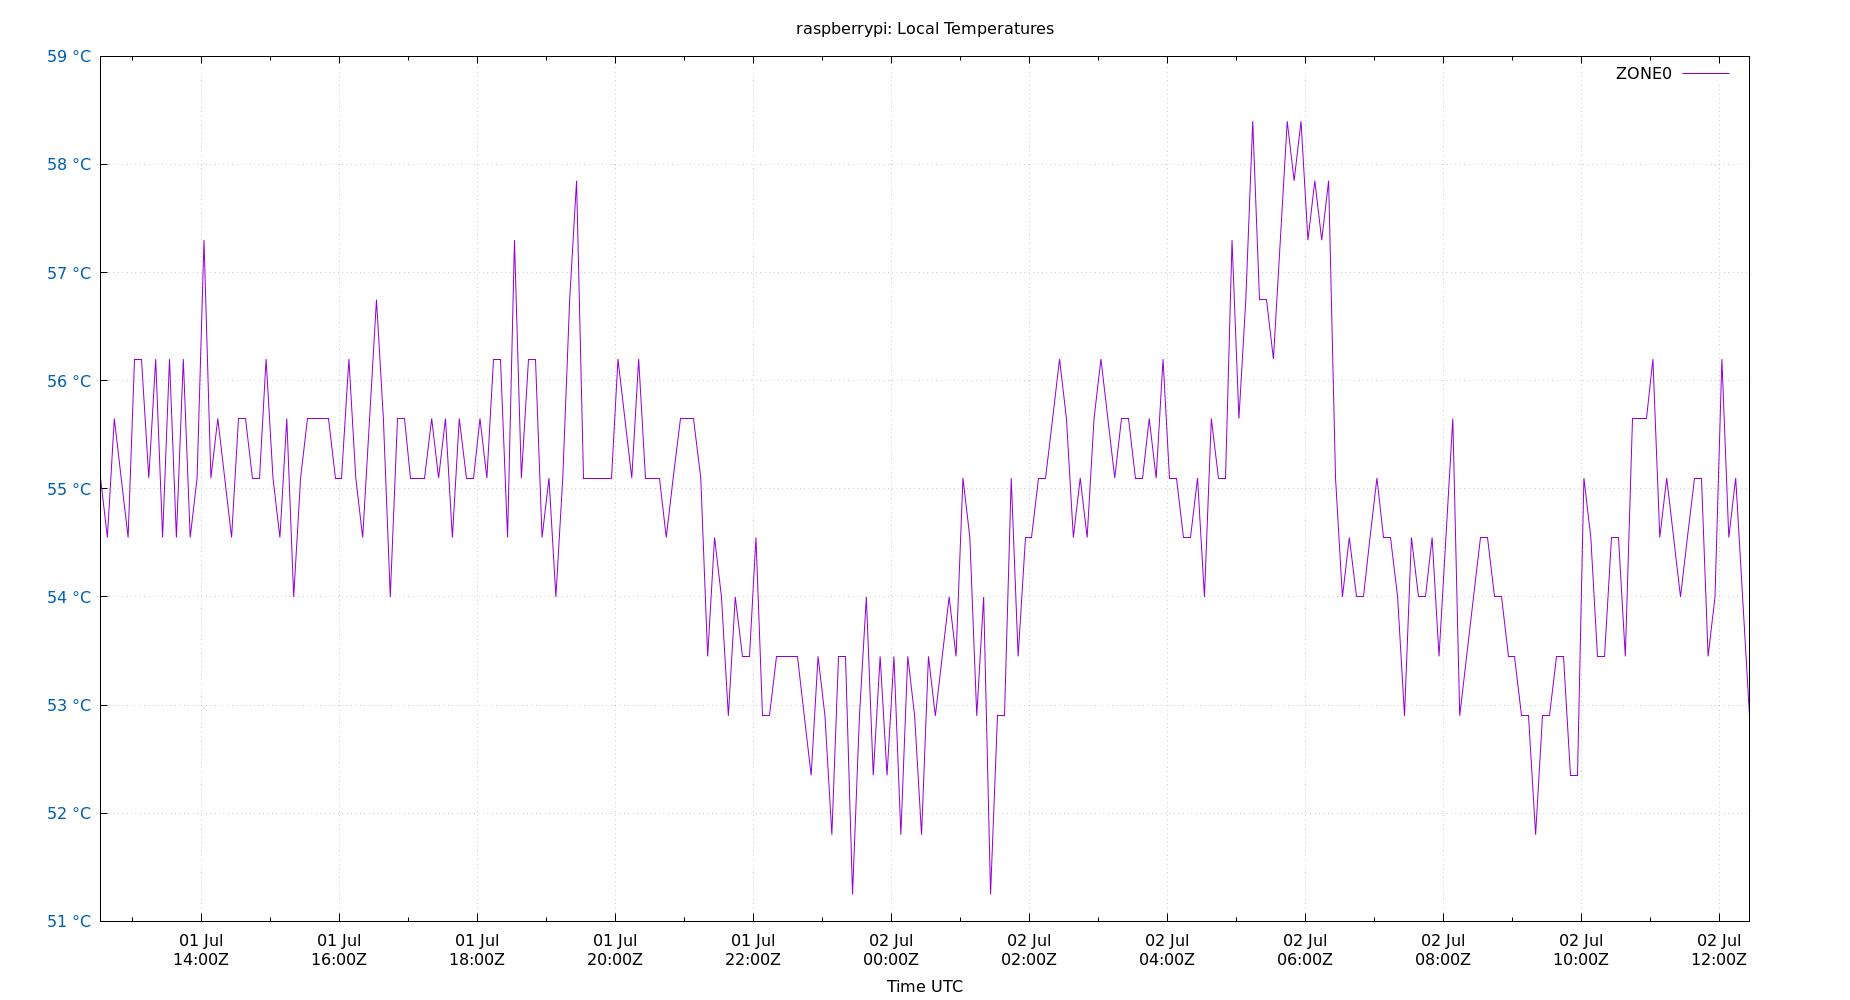 raspberrypi: Local Temperatures
59 °C
58 °C
57 °C
56 °C
55 °C
54 °C
53 °C
52 °C
51 °C
ZONE0
01 Jul
14:00Z
01 Jul
16:00Z
01 Jul
18:00Z
01 Jul
20:00Z
01 Jul
22:00Z
02 Jul
00:00Z
02 Jul
02:00Z
02 Jul
04:00Z
02 Jul
06:00Z
02 Jul
08:00Z
02 Jul
10:00Z
02 Jul
12:00Z
Time UTC